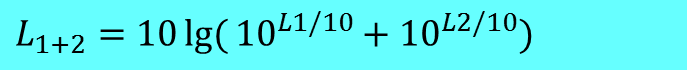 L₁₊₂ = 10 lg( 10^{L1/10} + 10^{L2/10})